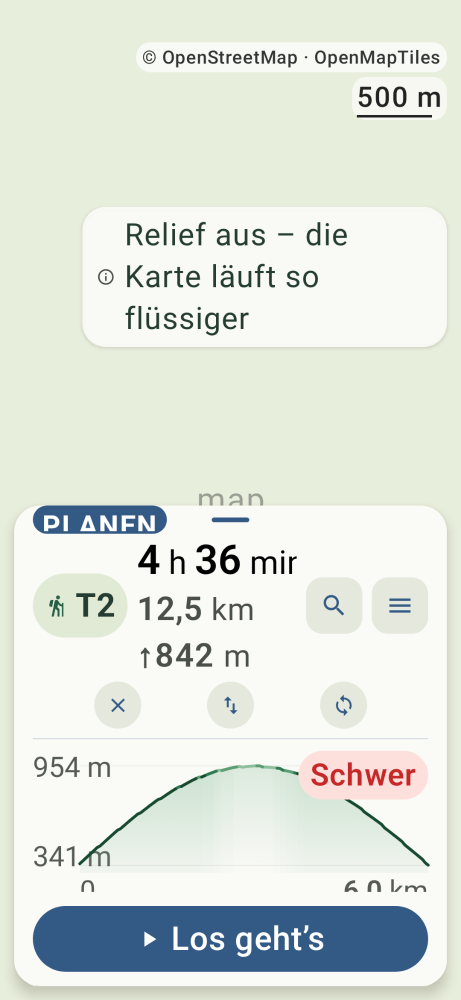 © OpenStreetMap · OpenMapTiles
500 m
Relief aus – die
Karte läuft so
flüssiger
map
PLANEN
4 h 36 mir
T2
12,5 km
↑842 m
954 m
Schwer
341 m
0
6,0 km
Los geht's